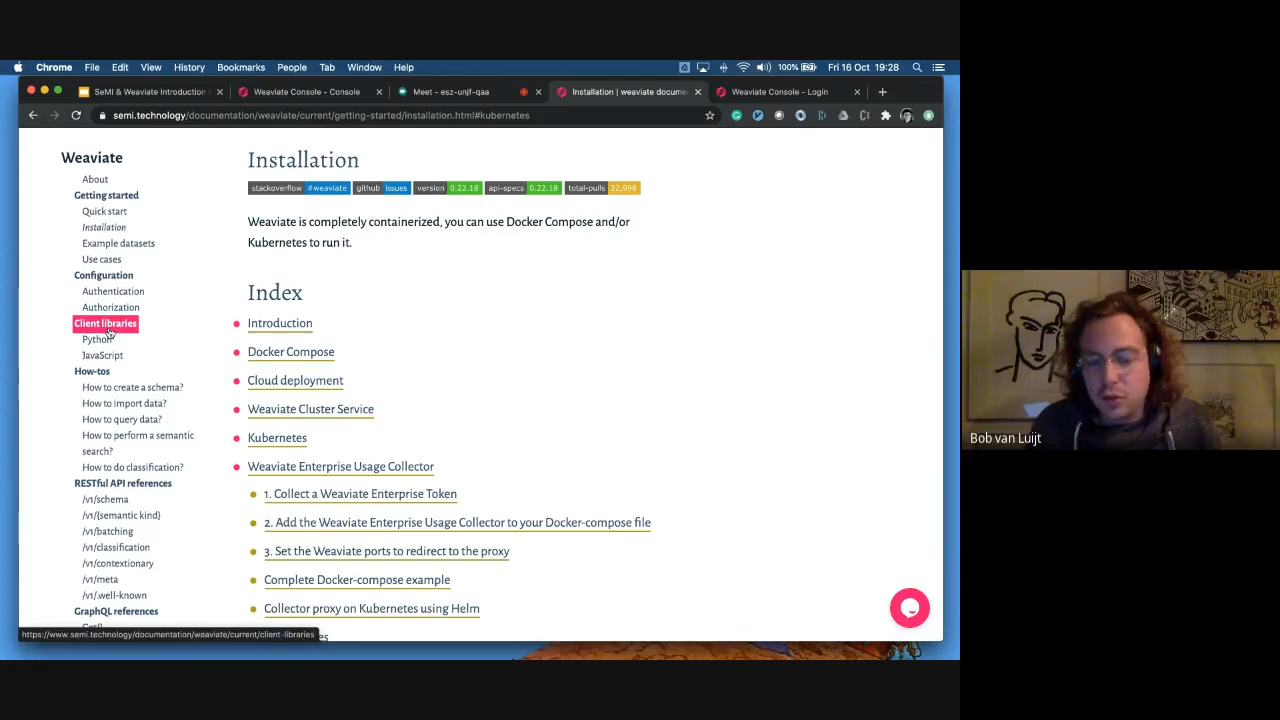 Chrome File Edit View History Bookmarks People Tab Window Help 100% Fri 16 Oct 19:28
SeMI & Weaviate Introduction Weaviate Console - Console Meet - esz-unjf-qaa Installation | weaviate docume Weaviate Console - Login
semi.technology/documentation/weaviate/current/getting-started/installation.html#kubernetes
Weaviate
About
Getting started
Quick start
Installation
Example datasets
Use cases
Configuration
Authentication
Authorization
Client libraries
Python
JavaScript
How-tos
How to create a schema?
How to import data?
How to query data?
How to perform a semantic
search?
How to do classification?
RESTful API references
/v1/schema
/v1/{semantic kind}
/v1/batching
/v1/classification
/v1/contextionary
/v1/meta
/v1/.well-known
GraphQL references
https://www.semi.technology/documentation/weaviate/current/client-libraries
Installation
stackoverflow #weaviate github issues version 0.22.18 api-specs 0.22.18 total-pulls 22,998
Weaviate is completely containerized, you can use Docker Compose and/or
Kubernetes to run it.
Index
Introduction
Docker Compose
Cloud deployment
Weaviate Cluster Service
Kubernetes
Weaviate Enterprise Usage Collector
1. Collect a Weaviate Enterprise Token
2. Add the Weaviate Enterprise Usage Collector to your Docker-compose file
3. Set the Weaviate ports to redirect to the proxy
Complete Docker-compose example
Collector proxy on Kubernetes using Helm
Bob van Luijt